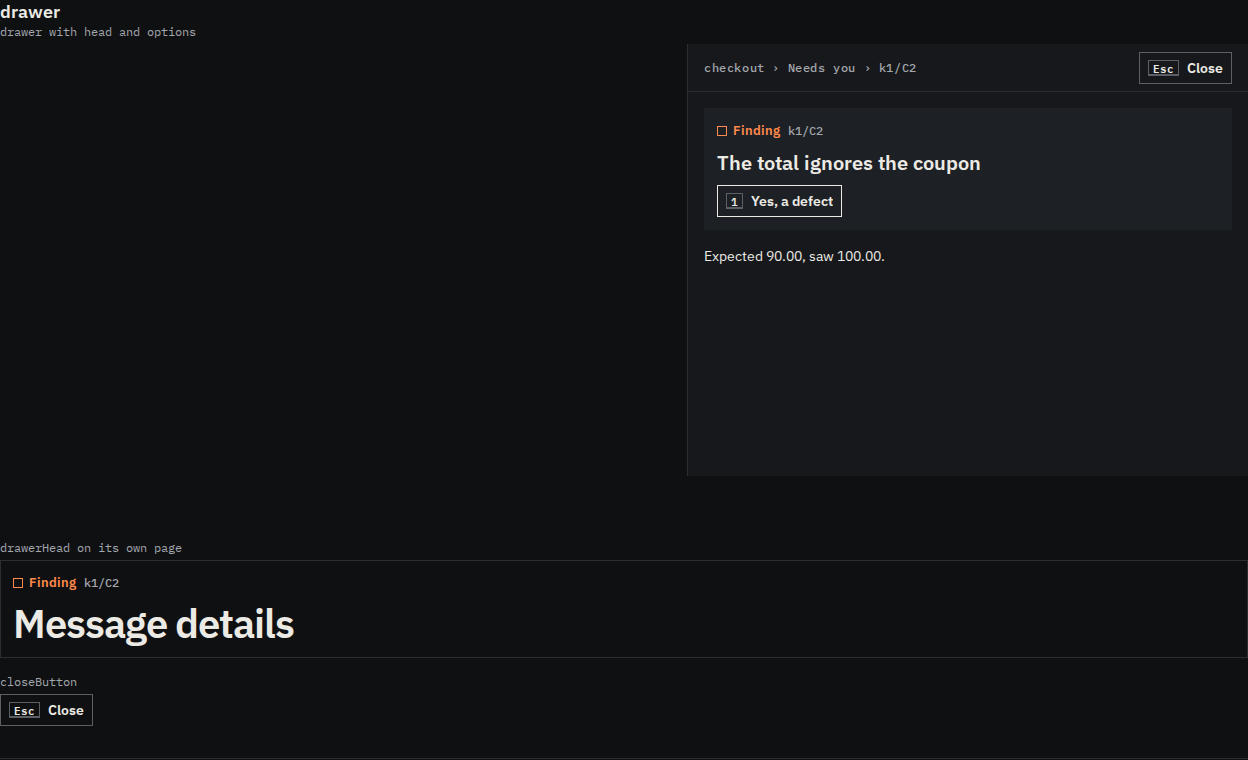 drawer
drawer with head and options
checkout › Needs you › k1/C2
Esc Close
Finding k1/C2
The total ignores the coupon
1 Yes, a defect
Expected 90.00, saw 100.00.
drawerHead on its own page
Finding k1/C2
Message details
closeButton
Esc Close